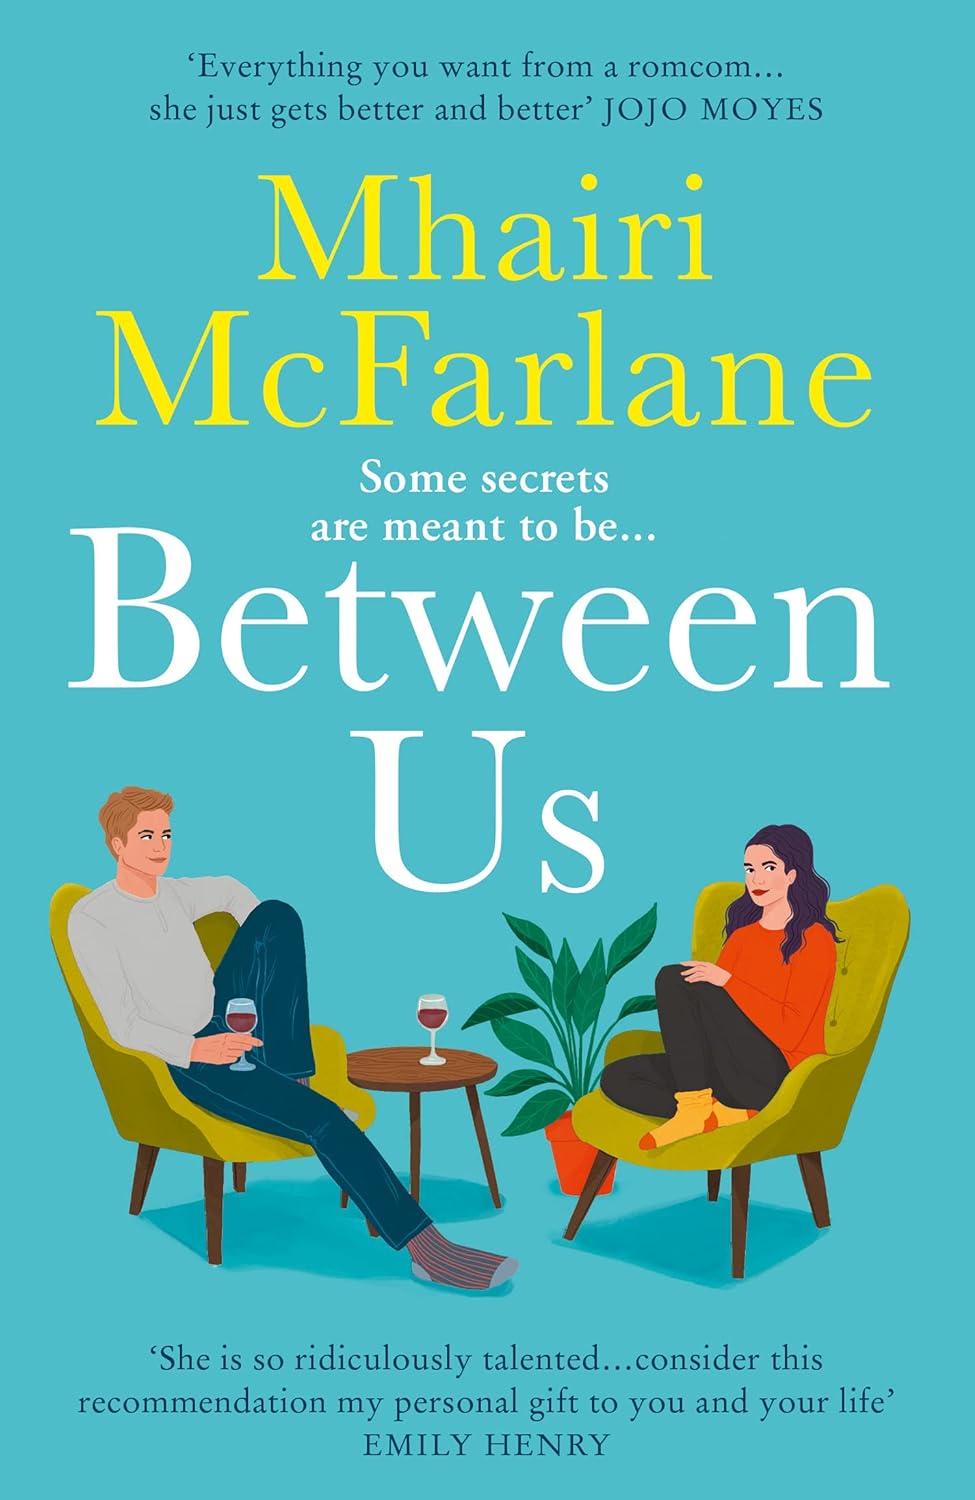 ‘Everything you want from a romcom...
she just gets better and better’ JOJO MOYES
Mhairi
McFarlane
Some secrets
are meant to be...
Between
Us
‘She is so ridiculously talented...consider this
recommendation my personal gift to you and your life’
EMILY HENRY